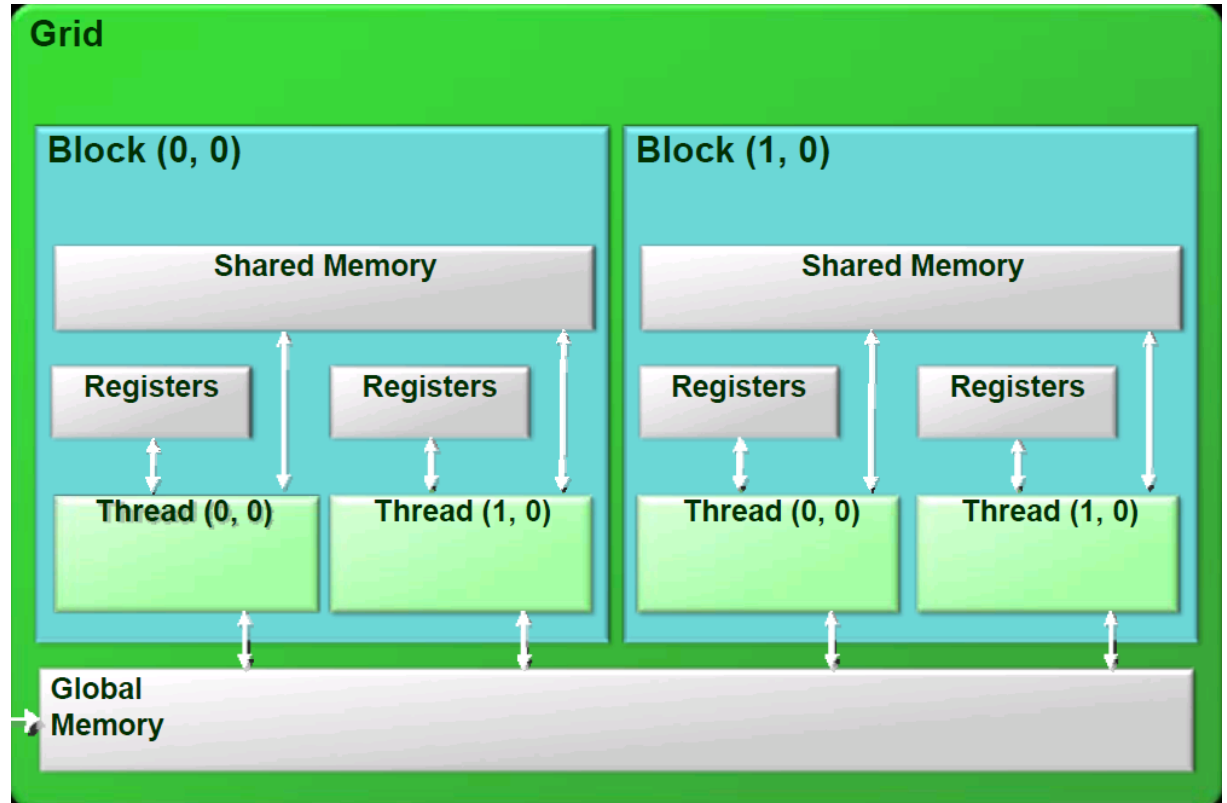 Grid
Block (0, 0)
Block (1, 0)
Shared Memory
Shared Memory
Registers
Registers
Registers
Registers
Thread (0, 0)
Thread (1, 0)
Thread (0, 0)
Thread (1, 0)
Global
Memory